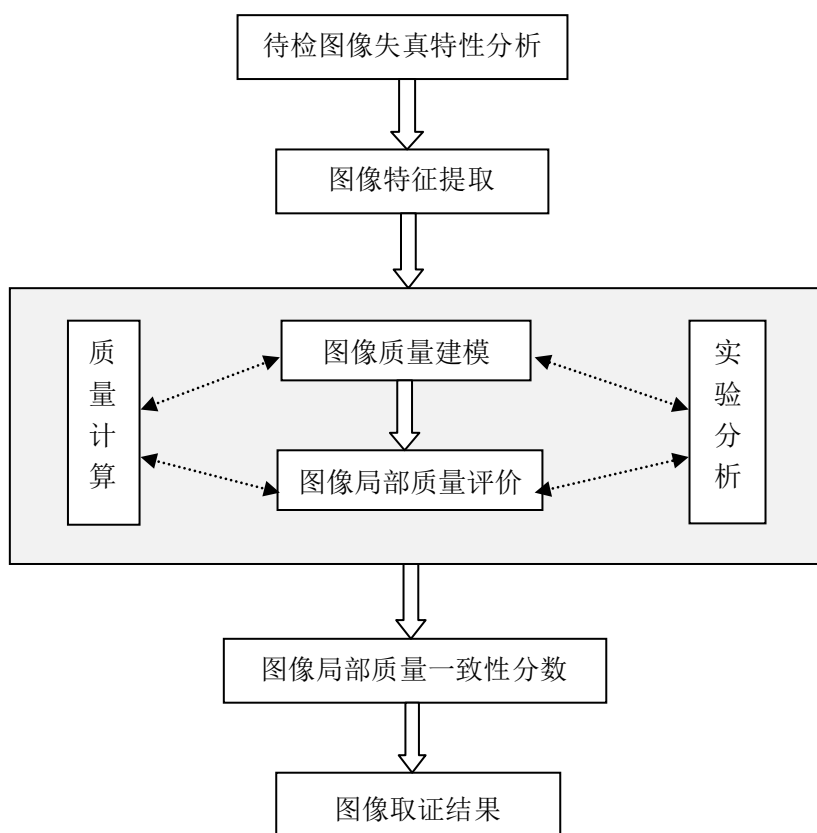 待检图像失真特性分析
图像特征提取
质量计算
图像质量建模
实验分析
图像局部质量评价
图像局部质量一致性分数
图像取证结果